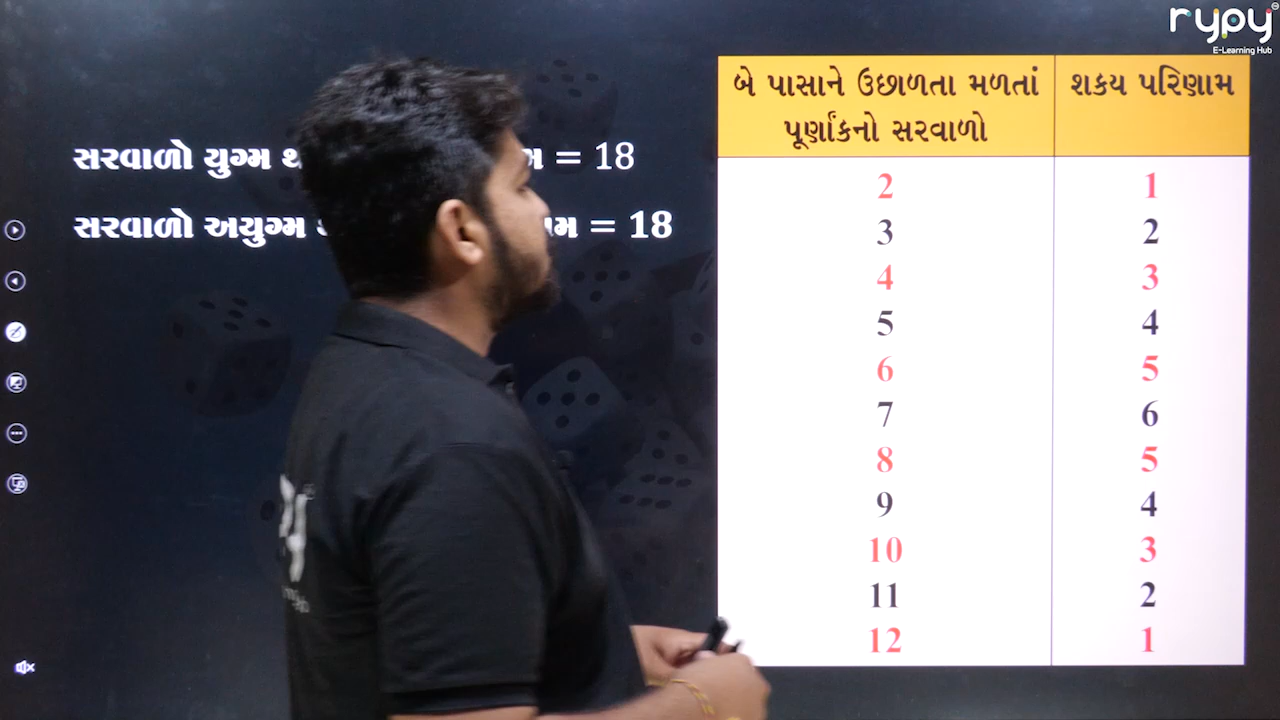 rypy
E-Learning Hub
સરવાળો યુગ્મ = 18
સરવાળો અયુગ્મ = 18
બે પાસાને ઉછાળતા મળતાં પૂર્ણાંકનો સરવાળો શકય પરિણામ
2 1
3 2
4 3
5 4
6 5
7 6
8 5
9 4
10 3
11 2
12 1